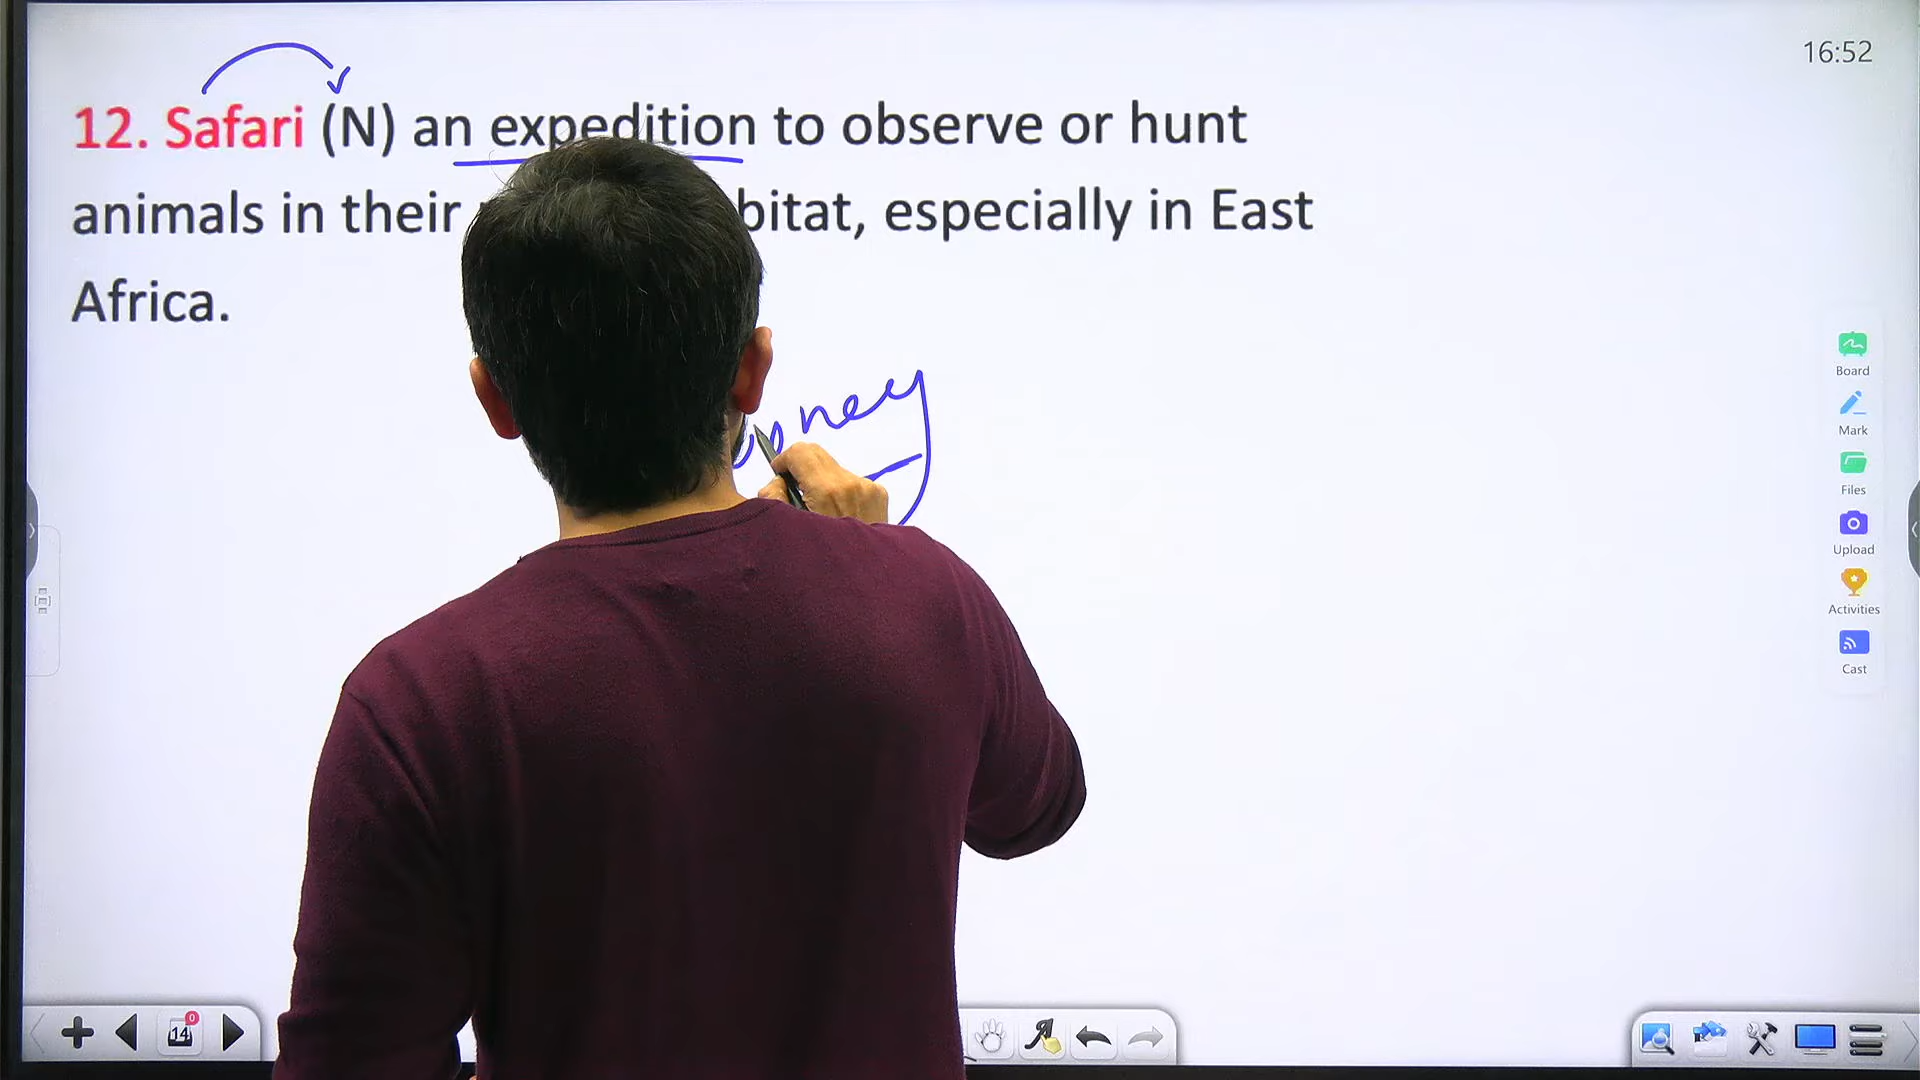 16:52
12. Safari (N) an expedition to observe or hunt
animals in their bitat, especially in East
Africa.
Board
Mark
Files
Upload
Activities
Cast
14
0